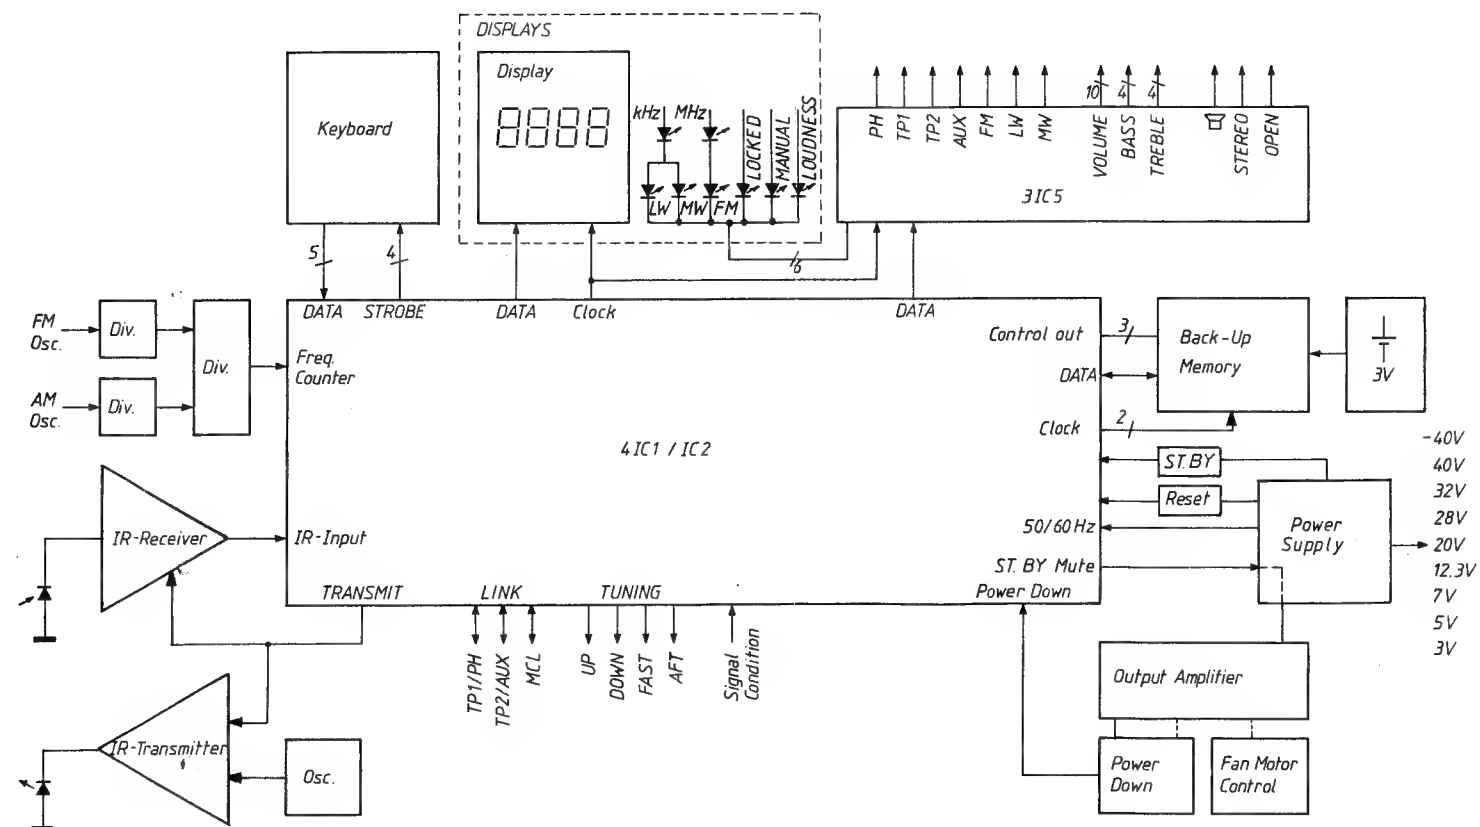 DISPLAYS
Display
Keyboard
kHz
MHz
LOCKED
MANUAL
LOUDNESS
LW
MW
FM
10
4
4
PH
TP1
TP2
AUX
FM
LW
MW
VOLUME
BASS
TREBLE
STEREO
OPEN
3IC5
5
4
6
DATA
STROBE
DATA
Clock
DATA
FM
Osc.
Div.
Div.
AM
Osc.
Div.
Freq.
Counter
Control out
3
Back-Up
Memory
DATA
3V
Clock
2
4IC1 / IC2
ST.BY
Reset
50/60Hz
Power
Supply
ST. BY Mute
Power Down
-40V
40V
32V
28V
20V
12.3V
7V
5V
3V
IR-Receiver
IR-Input
TRANSMIT
LINK
TUNING
TP1/PH
TP2/AUX
MCL
UP
DOWN
FAST
AFT
Signal
Condition
Output Amplifier
IR-Transmitter
Osc.
Power
Down
Fan Motor
Control